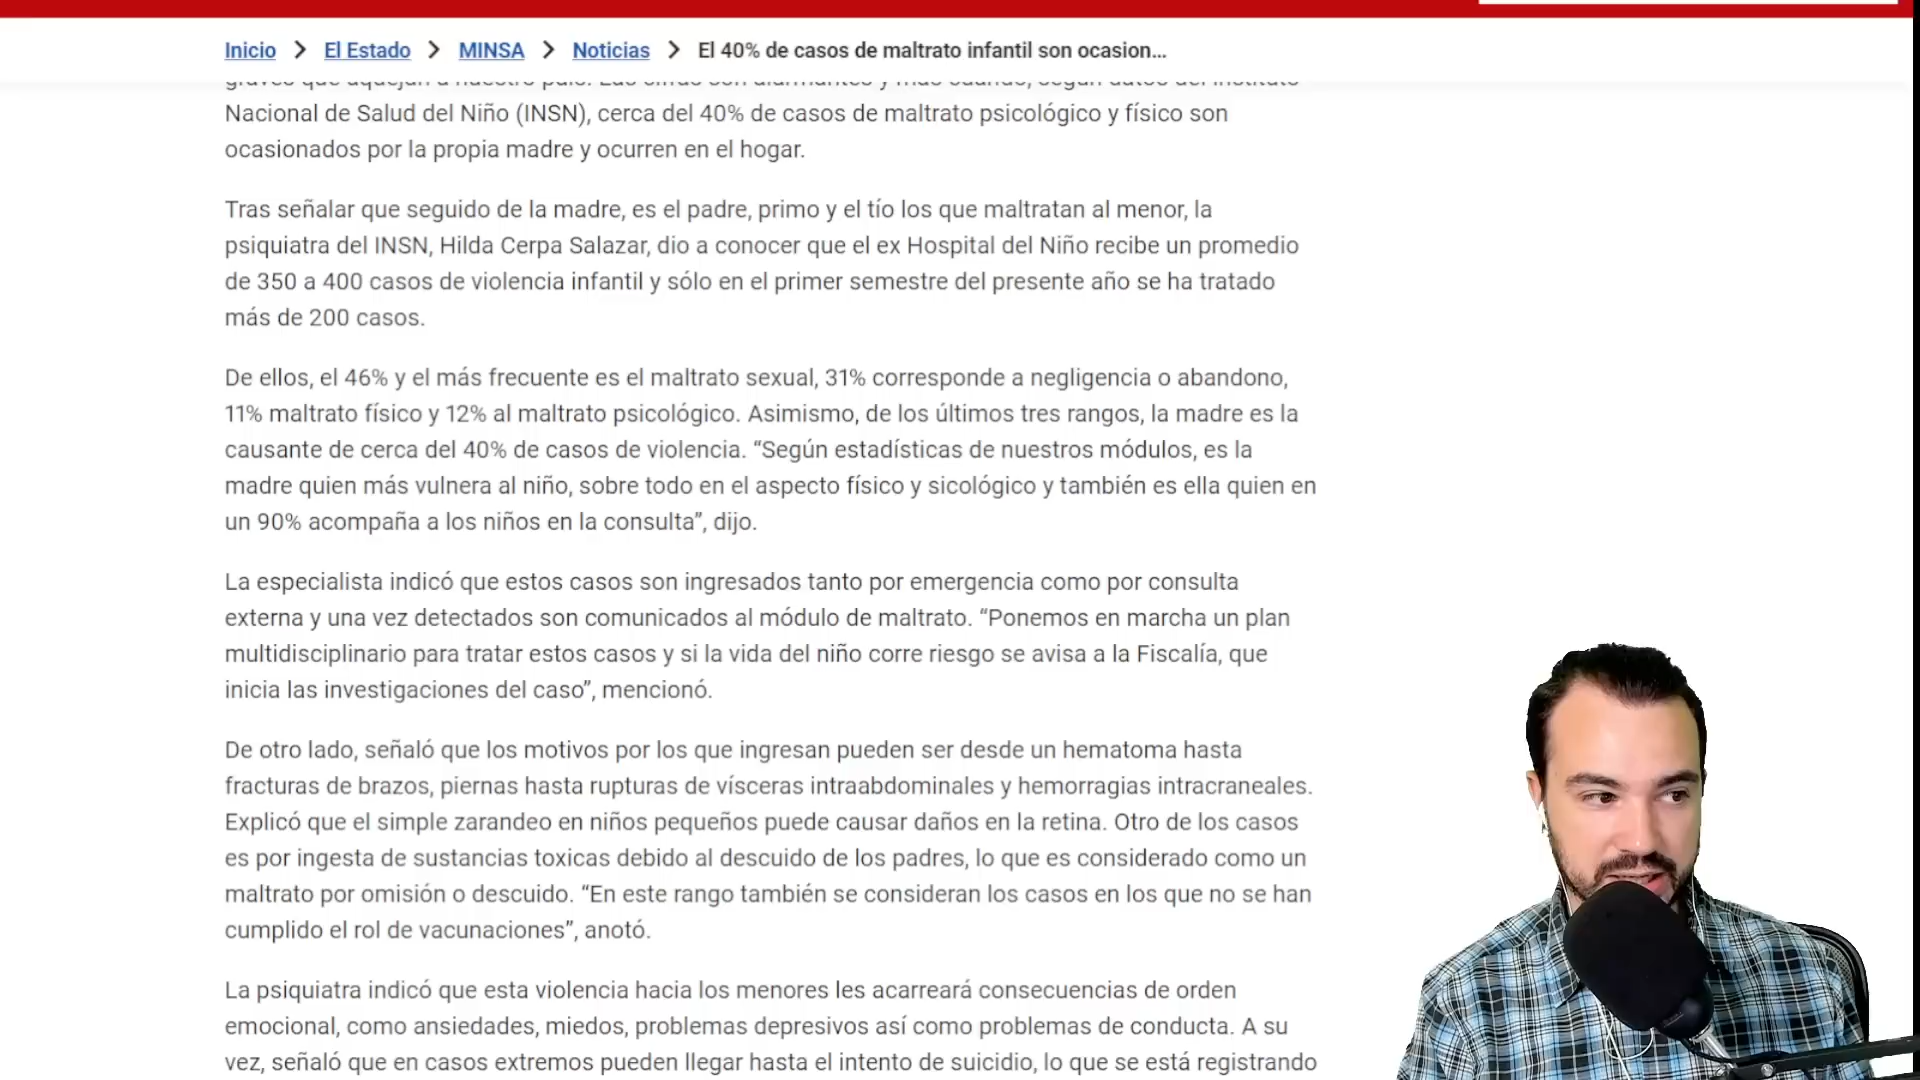 Inicio > El Estado > MINSA > Noticias > El 40% de casos de maltrato infantil son ocasion...
Nacional de Salud del Niño (INSN), cerca del 40% de casos de maltrato psicológico y físico son
ocasionados por la propia madre y ocurren en el hogar.
Tras señalar que seguido de la madre, es el padre, primo y el tío los que maltratan al menor, la
psiquiatra del INSN, Hilda Cerpa Salazar, dio a conocer que el ex Hospital del Niño recibe un promedio
de 350 a 400 casos de violencia infantil y sólo en el primer semestre del presente año se ha tratado
más de 200 casos.
De ellos, el 46% y el más frecuente es el maltrato sexual, 31% corresponde a negligencia o abandono,
11% maltrato físico y 12% al maltrato psicológico. Asimismo, de los últimos tres rangos, la madre es la
causante de cerca del 40% de casos de violencia. “Según estadísticas de nuestros módulos, es la
madre quien más vulnera al niño, sobre todo en el aspecto físico y sicológico y también es ella quien en
un 90% acompaña a los niños en la consulta”, dijo.
La especialista indicó que estos casos son ingresados tanto por emergencia como por consulta
externa y una vez detectados son comunicados al módulo de maltrato. “Ponemos en marcha un plan
multidisciplinario para tratar estos casos y si la vida del niño corre riesgo se avisa a la Fiscalía, que
inicia las investigaciones del caso”, mencionó.
De otro lado, señaló que los motivos por los que ingresan pueden ser desde un hematoma hasta
fracturas de brazos, piernas hasta rupturas de vísceras intraabdominales y hemorragias intracraneales.
Explicó que el simple zarandeo en niños pequeños puede causar daños en la retina. Otro de los casos
es por ingesta de sustancias toxicas debido al descuido de los padres, lo que es considerado como un
maltrato por omisión o descuido. “En este rango también se consideran los casos en los que no se han
cumplido el rol de vacunaciones”, anotó.
La psiquiatra indicó que esta violencia hacia los menores les acarreará consecuencias de orden
emocional, como ansiedades, miedos, problemas depresivos así como problemas de conducta. A su
vez, señaló que en casos extremos pueden llegar hasta el intento de suicidio, lo que se está registrando